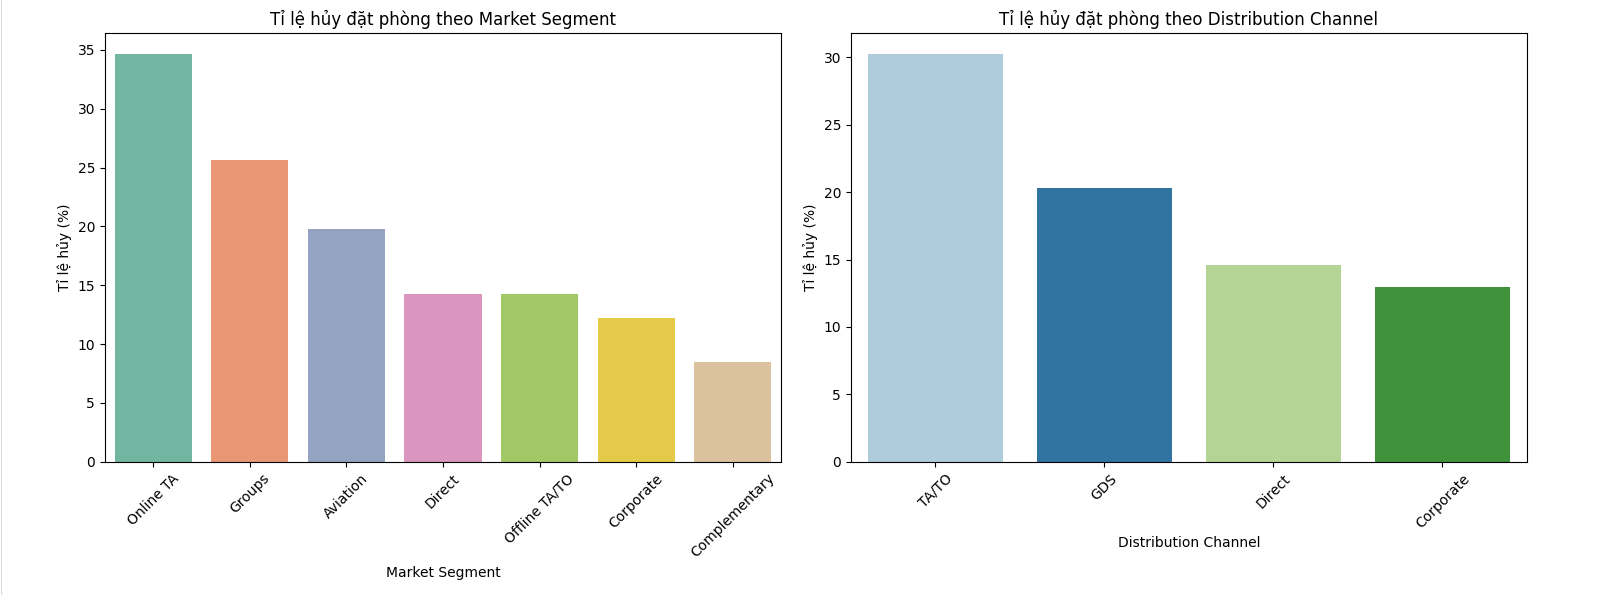 Tỉ lệ hủy đặt phòng theo Market Segment
Tỉ lệ hủy (%)
35
30
25
20
15
10
5
0
Online TA
Groups
Aviation
Direct
Offline TA/TO
Corporate
Complementary
Market Segment
Tỉ lệ hủy đặt phòng theo Distribution Channel
Tỉ lệ hủy (%)
30
25
20
15
10
5
0
TA/TO
GDS
Direct
Corporate
Distribution Channel